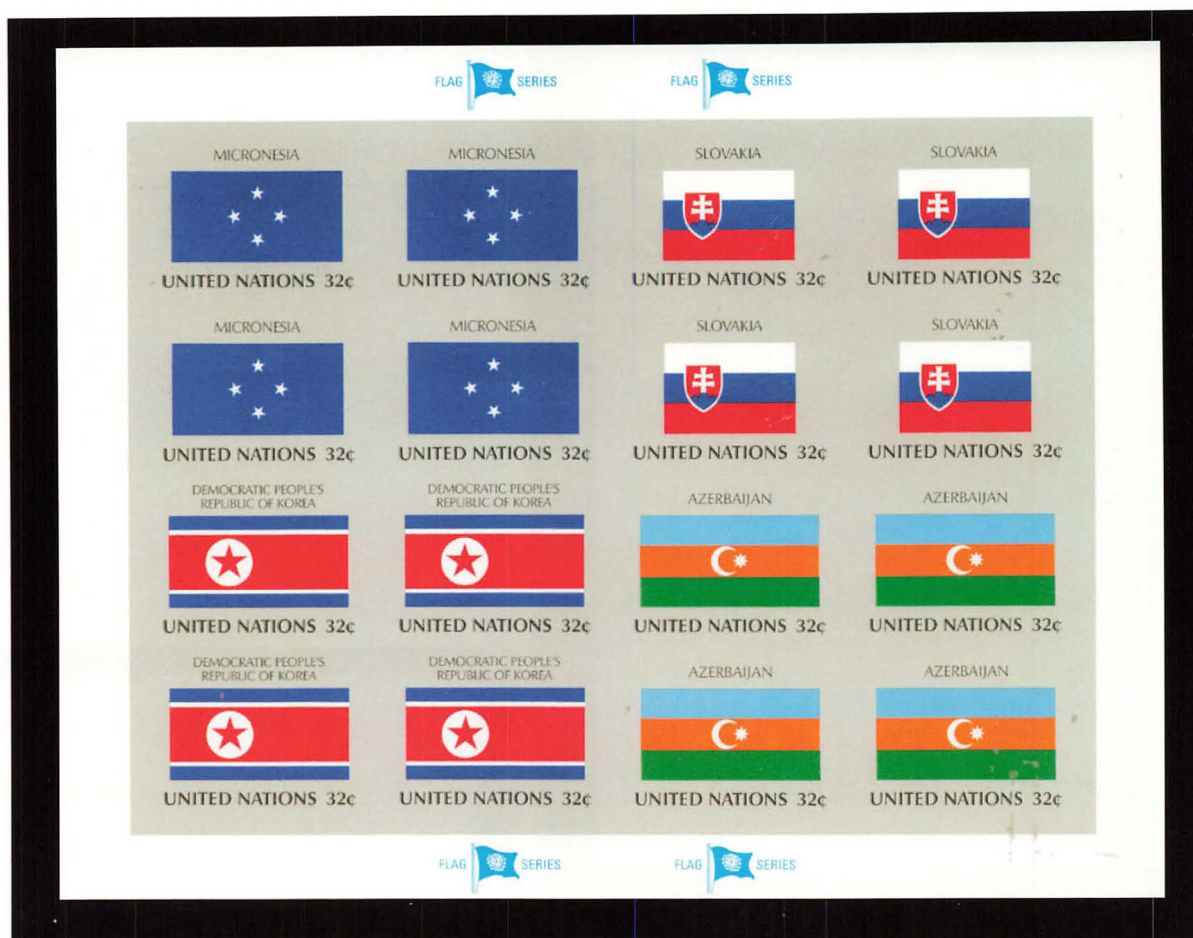 FLAG SERIES FLAG SERIES
MICRONESIA MICRONESIA SLOVAKIA SLOVAKIA
UNITED NATIONS 32¢ UNITED NATIONS 32¢ UNITED NATIONS 32¢ UNITED NATIONS 32¢
MICRONESIA MICRONESIA SLOVAKIA SLOVAKIA
UNITED NATIONS 32¢ UNITED NATIONS 32¢ UNITED NATIONS 32¢ UNITED NATIONS 32¢
DEMOCRATIC PEOPLE'S DEMOCRATIC PEOPLE'S
REPUBLIC OF KOREA REPUBLIC OF KOREA AZERBAIJAN AZERBAIJAN
UNITED NATIONS 32¢ UNITED NATIONS 32¢ UNITED NATIONS 32¢ UNITED NATIONS 32¢
DEMOCRATIC PEOPLE'S DEMOCRATIC PEOPLE'S
REPUBLIC OF KOREA REPUBLIC OF KOREA AZERBAIJAN AZERBAIJAN
UNITED NATIONS 32¢ UNITED NATIONS 32¢ UNITED NATIONS 32¢ UNITED NATIONS 32¢
FLAG SERIES FLAG SERIES